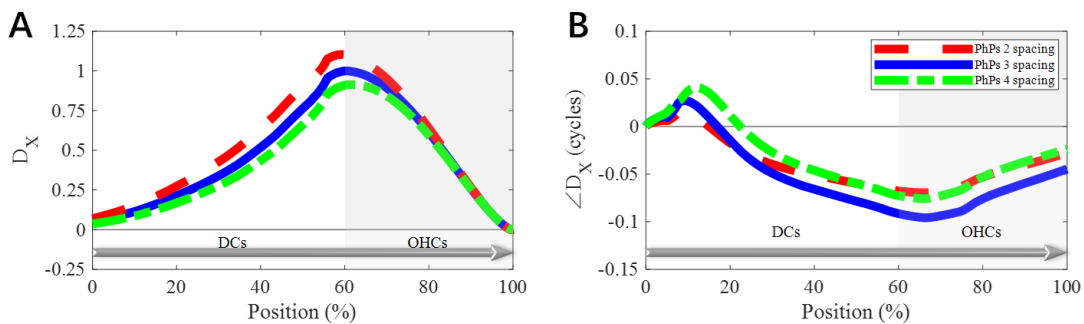 A
D_X
1.25
1
0.75
0.5
0.25
0
-0.25
DCs
OHCs
0 20 40 60 80 100
Position (%)
B
∠D_X (cycles)
0.1
0.05
0
-0.05
-0.1
-0.15
PhPs 2 spacing
PhPs 3 spacing
PhPs 4 spacing
DCs
OHCs
0 20 40 60 80 100
Position (%)